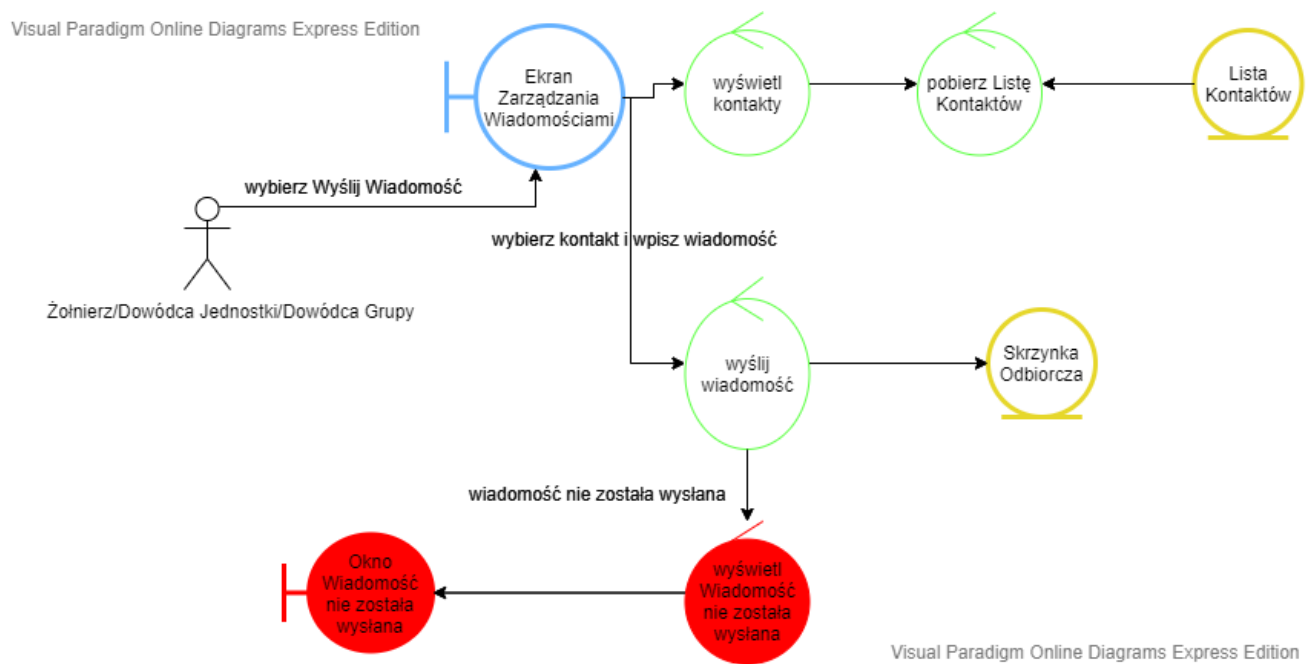 Visual Paradigm Online Diagrams Express Edition
Ekran
Zarządzania
Wiadomościami
wyświetl
kontakty
pobierz Listę
Kontaktów
Lista
Kontaktów
wybierz Wyślij Wiadomość
Żołnierz/Dowódca Jednostki/Dowódca Grupy
wybierz kontakt i wpisz wiadomość
wyślij
wiadomość
Skrzynka
Odbiorcza
wiadomość nie została wysłana
Okno
Wiadomość
nie została
wysłana
wyświetl
Wiadomość
nie została
wysłana
Visual Paradigm Online Diagrams Express Edition